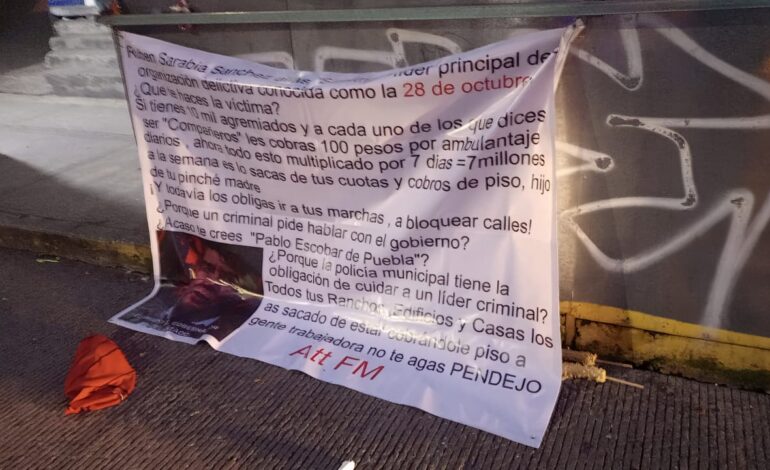 Ruben Sarabia Sanchez líder principal de
organización delictiva conocida como la 28 de octubre
¿Que te haces la víctima?
Si tienes 10 mil agremiados y a cada uno de los que dices
ser "Compañeros" les cobras 100 pesos por ambulantaje
diarios ahora todo esto multiplicado por 7 dias =7 millones
a la semana es lo sacas de tus cuotas y cobros de piso, hijo
de tu pinché madre
¡Y todavía los obligas ir a tus marchas , a bloquear calles!
¿Porque un criminal pide hablar con el gobierno?
¿Acaso le crees "Pablo Escobar de Puebla"?
¿Porque la policía municipal tiene la
obligación de cuidar a un líder criminal?
Todos tus Ranchos, Edificios y Casas los
as sacado de estar cobrándole piso a
gente trabajadora no te agas PENDEJO
Att FM